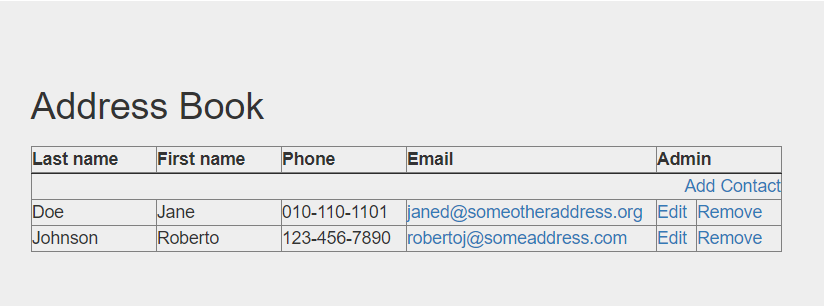 Address Book
Last name First name Phone Email Admin
Add Contact
Doe Jane 010-110-1101 janed@someotheraddress.org Edit Remove
Johnson Roberto 123-456-7890 robertoj@someaddress.com Edit Remove